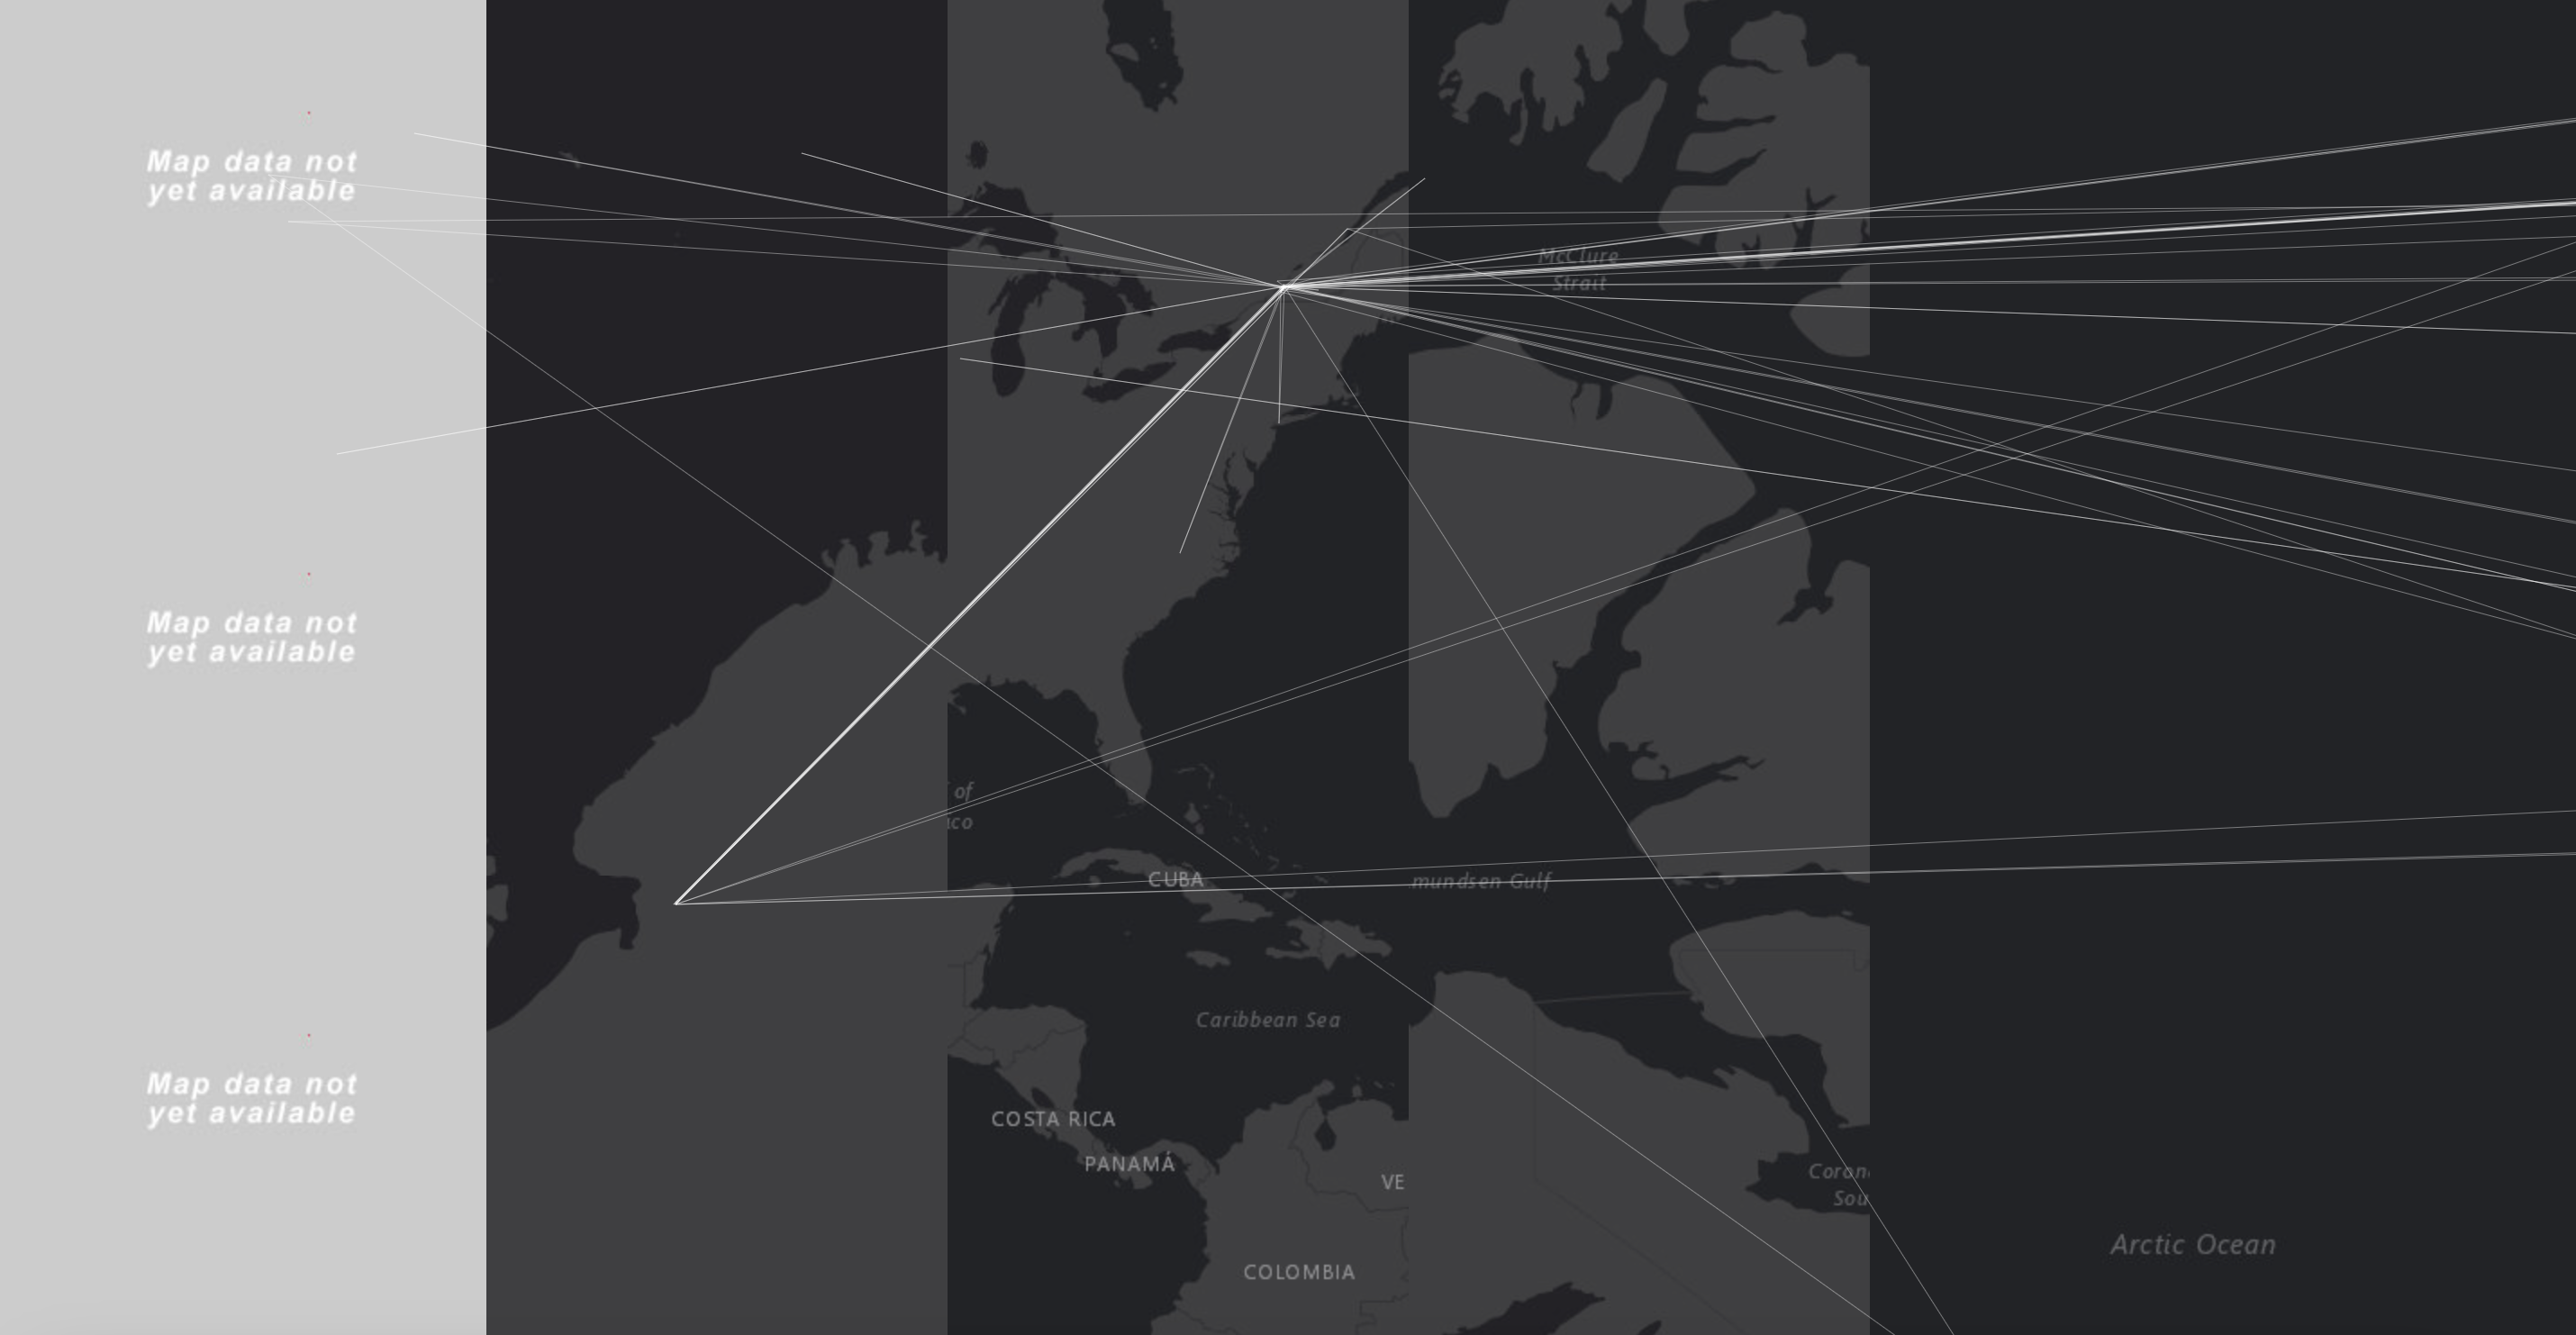 Map data not
yet available
McClure
Strait
Map data not
yet available
of
ico
CUBA
mundsen Gulf
Caribbean Sea
Map data not
yet available
COSTA RICA
PANAMÁ
VE
Coron
Sou
Arctic Ocean
COLOMBIA